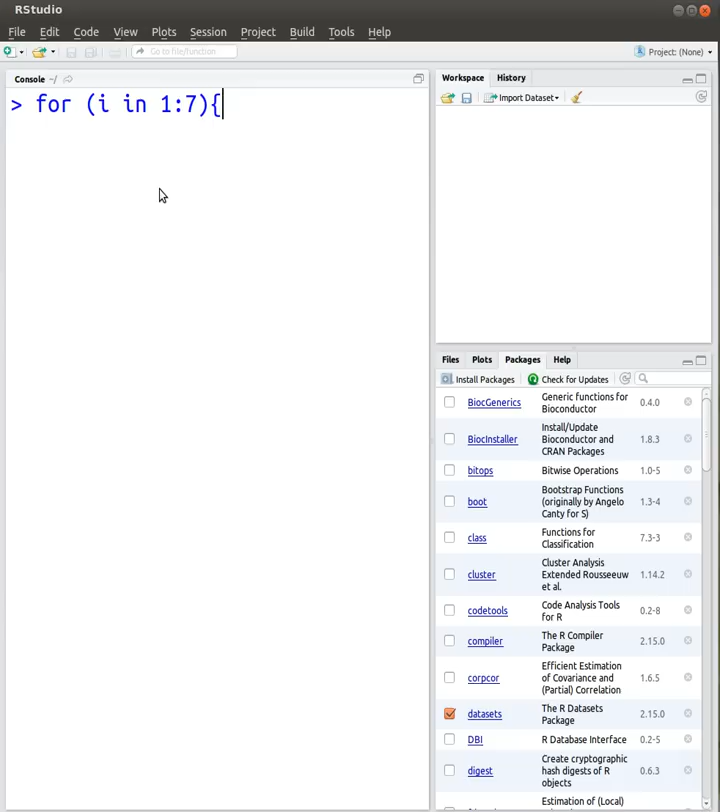 RStudio
File Edit Code View Plots Session Project Build Tools Help
Go to file/function Project: (None)
Console ~/
> for (i in 1:7){
Workspace History
Import Dataset
Files Plots Packages Help
Install Packages Check for Updates
BiocGenerics Generic functions for Bioconductor 0.4.0
BiocInstaller Install/Update Bioconductor and CRAN Packages 1.8.3
bitops Bitwise Operations 1.0-5
boot Bootstrap Functions (originally by Angelo Canty for S) 1.3-4
class Functions for Classification 7.3-3
cluster Cluster Analysis Extended Rousseeuw et al. 1.14.2
codetools Code Analysis Tools for R 0.2-8
compiler The R Compiler Package 2.15.0
corpcor Efficient Estimation of Covariance and (Partial) Correlation 1.6.5
datasets The R Datasets Package 2.15.0
DBI R Database Interface 0.2-5
digest Create cryptographic hash digests of R objects 0.6.3
Estimation of (Local)